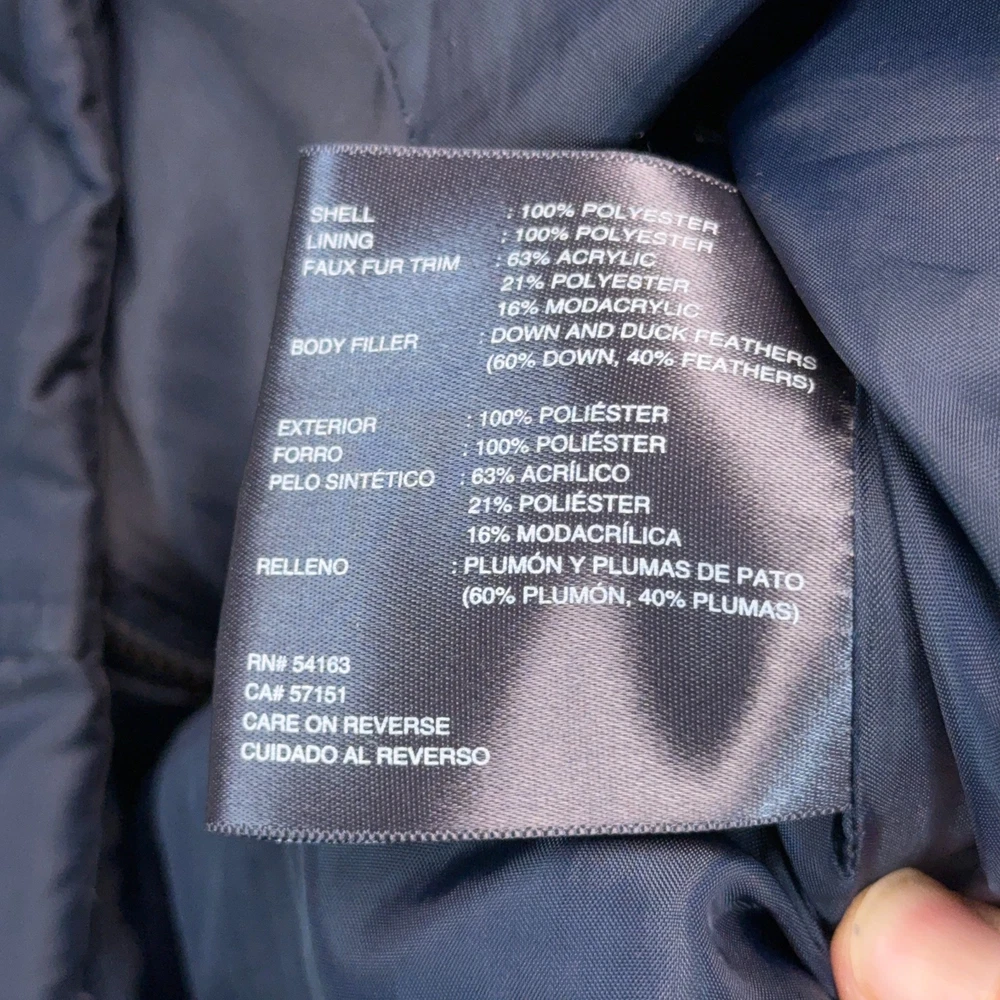 SHELL : 100% POLYESTER
LINING : 100% POLYESTER
FAUX FUR TRIM : 63% ACRYLIC
21% POLYESTER
16% MODACRYLIC
BODY FILLER : DOWN AND DUCK FEATHERS
(60% DOWN, 40% FEATHERS)
EXTERIOR : 100% POLIÉSTER
FORRO : 100% POLIÉSTER
PELO SINTÉTICO : 63% ACRÍLICO
21% POLIÉSTER
16% MODACRÍLICA
RELLENO : PLUMÓN Y PLUMAS DE PATO
(60% PLUMÓN, 40% PLUMAS)
RN# 54163
CA# 57151
CARE ON REVERSE
CUIDADO AL REVERSO